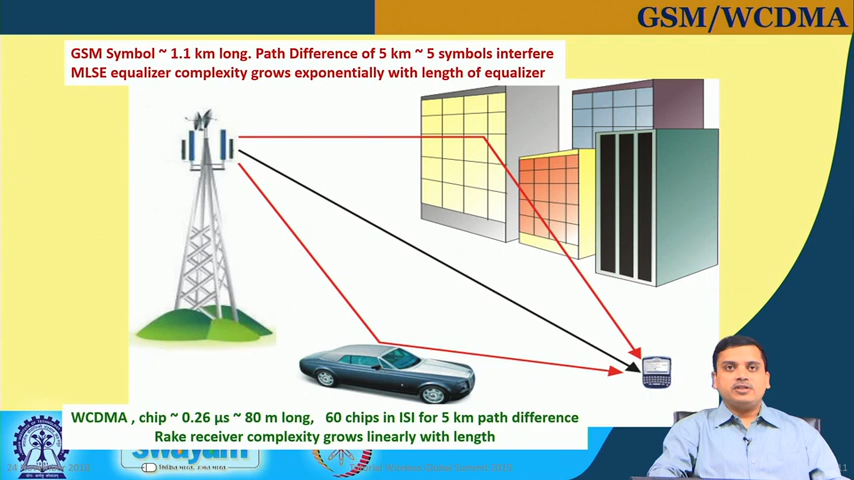 GSM/WCDMA
GSM Symbol ~ 1.1 km long. Path Difference of 5 km ~ 5 symbols interfere
MLSE equalizer complexity grows exponentially with length of equalizer
WCDMA , chip ~ 0.26 µs ~ 80 m long, 60 chips in ISI for 5 km path difference
Rake receiver complexity grows linearly with length
swayam
11